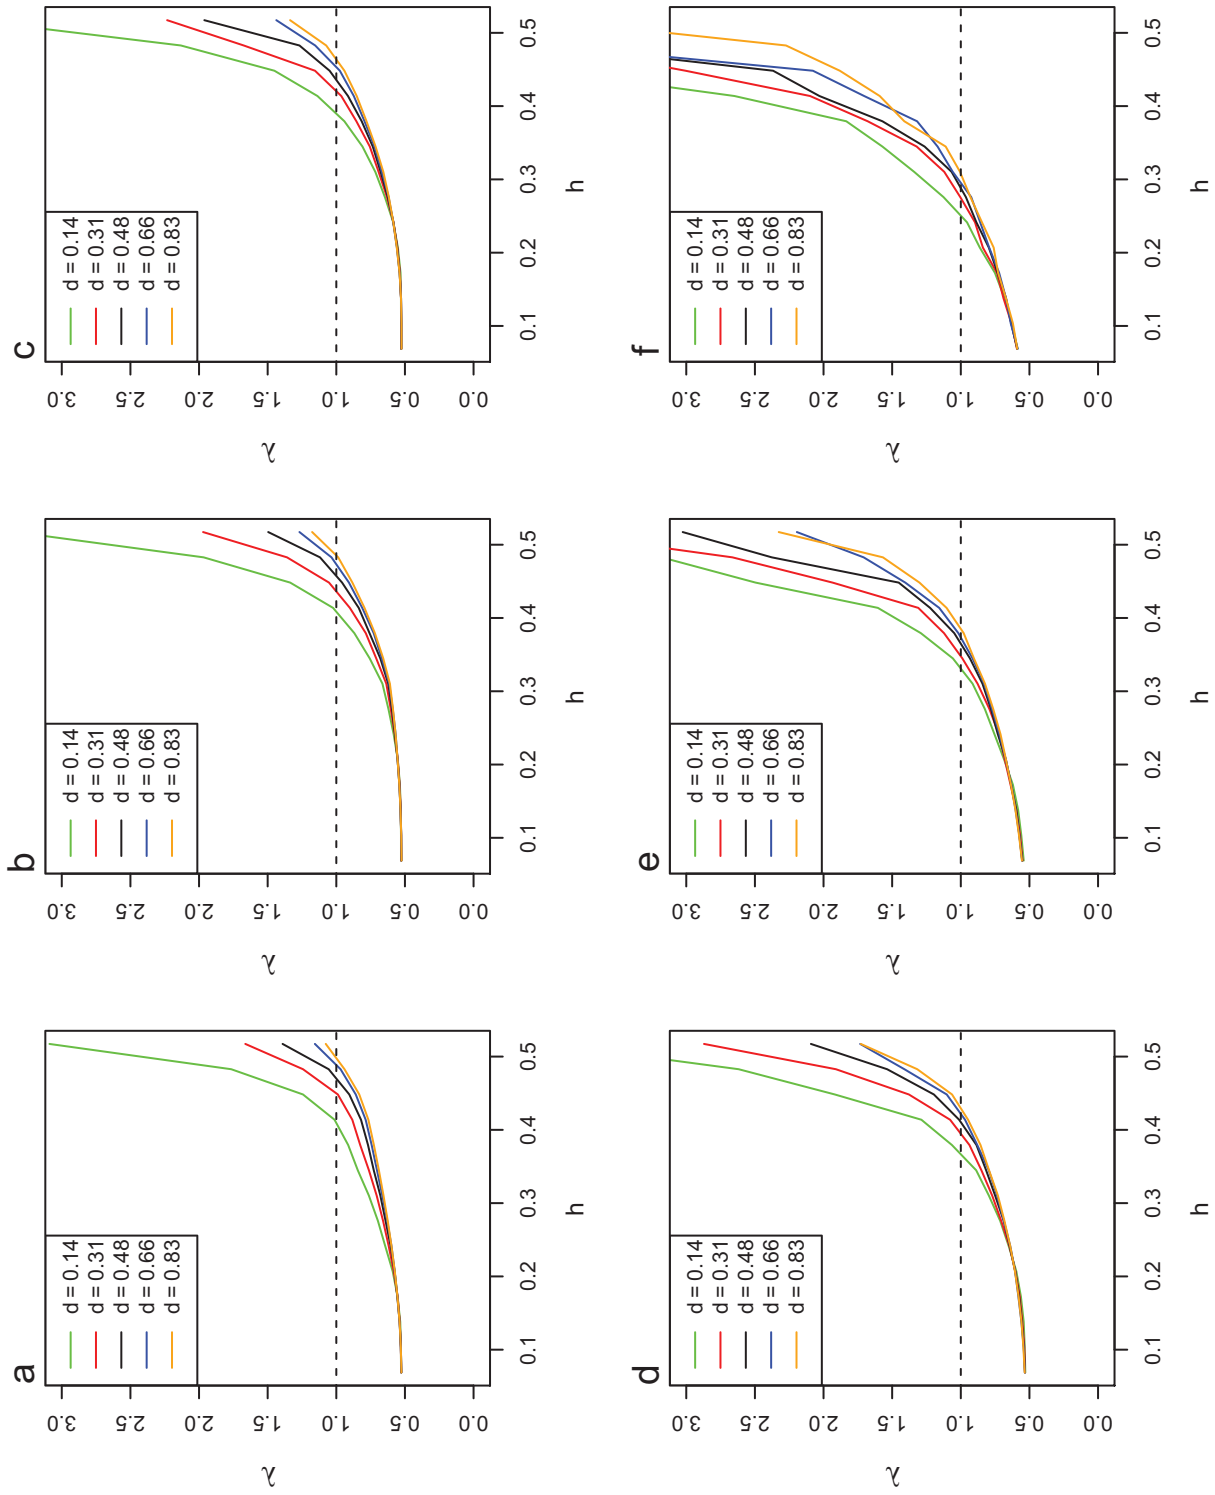 a
λ
3.0
2.5
2.0
1.5
1.0
0.5
0.0
d = 0.14
d = 0.31
d = 0.48
d = 0.66
d = 0.83
0.1 0.2 0.3 0.4 0.5
h
b
λ
3.0
2.5
2.0
1.5
1.0
0.5
0.0
d = 0.14
d = 0.31
d = 0.48
d = 0.66
d = 0.83
0.1 0.2 0.3 0.4 0.5
h
c
λ
3.0
2.5
2.0
1.5
1.0
0.5
0.0
d = 0.14
d = 0.31
d = 0.48
d = 0.66
d = 0.83
0.1 0.2 0.3 0.4 0.5
h
d
λ
3.0
2.5
2.0
1.5
1.0
0.5
0.0
d = 0.14
d = 0.31
d = 0.48
d = 0.66
d = 0.83
0.1 0.2 0.3 0.4 0.5
h
e
λ
3.0
2.5
2.0
1.5
1.0
0.5
0.0
d = 0.14
d = 0.31
d = 0.48
d = 0.66
d = 0.83
0.1 0.2 0.3 0.4 0.5
h
f
λ
3.0
2.5
2.0
1.5
1.0
0.5
0.0
d = 0.14
d = 0.31
d = 0.48
d = 0.66
d = 0.83
0.1 0.2 0.3 0.4 0.5
h